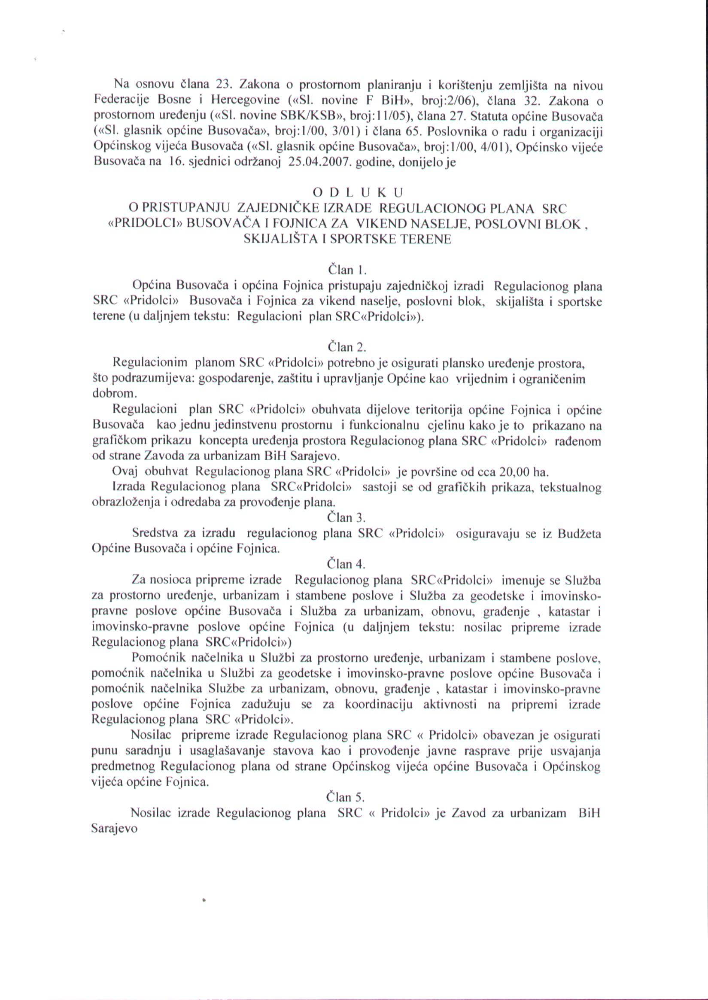 Na osnovu člana 23. Zakona o prostornom planiranju i korištenju zemljišta na nivou
Federacije Bosne i Hercegovine («Sl. novine F BiH», broj:2/06), člana 32. Zakona o
prostornom uređenju («Sl. novine SBK/KSB», broj:11/05), člana 27. Statuta općine Busovača
(«Sl. glasnik općine Busovača», broj:1/00, 3/01) i člana 65. Poslovnika o radu i organizaciji
Općinskog vijeća Busovača («Sl. glasnik općine Busovača», broj:1/00, 4/01), Općinsko vijeće
Busovača na 16. sjednici održanoj 25.04.2007. godine, donijelo je
O D L U K U
O PRISTUPANJU ZAJEDNIČKE IZRADE REGULACIONOG PLANA SRC
«PRIDOLCI» BUSOVAČA I FOJNICA ZA VIKEND NASELJE, POSLOVNI BLOK ,
SKIJALIŠTA I SPORTSKE TERENE
Član 1.
Općina Busovača i općina Fojnica pristupaju zajedničkoj izradi Regulacionog plana
SRC «Pridolci» Busovača i Fojnica za vikend naselje, poslovni blok, skijališta i sportske
terene (u daljnjem tekstu: Regulacioni plan SRC«Pridolci»).
Član 2.
Regulacionim planom SRC «Pridolci» potrebno je osigurati plansko uređenje prostora,
što podrazumijeva: gospodarenje, zaštitu i upravljanje Općine kao vrijednim i ograničenim
dobrom.
Regulacioni plan SRC «Pridolci» obuhvata dijelove teritorija općine Fojnica i općine
Busovača kao jednu jedinstvenu prostornu i funkcionalnu cjelinu kako je to prikazano na
grafičkom prikazu koncepta uređenja prostora Regulacionog plana SRC «Pridolci» rađenom
od strane Zavoda za urbanizam BiH Sarajevo.
Ovaj obuhvat Regulacionog plana SRC «Pridolci» je površine od cca 20,00 ha.
Izrada Regulacionog plana SRC«Pridolci» sastoji se od grafičkih prikaza, tekstualnog
obrazloženja i odredaba za provođenje plana.
Član 3.
Sredstva za izradu regulacionog plana SRC «Pridolci» osiguravaju se iz Budžeta
Općine Busovača i općine Fojnica.
Član 4.
Za nosioca pripreme izrade Regulacionog plana SRC«Pridolci» imenuje se Služba
za prostorno uređenje, urbanizam i stambene poslove i Služba za geodetske i imovinsko-
pravne poslove općine Busovača i Služba za urbanizam, obnovu, građenje , katastar i
imovinsko-pravne poslove općine Fojnica (u daljnjem tekstu: nosilac pripreme izrade
Regulacionog plana SRC«Pridolci»)
Pomoćnik načelnika u Službi za prostorno uređenje, urbanizam i stambene poslove,
pomoćnik načelnika u Službi za geodetske i imovinsko-pravne poslove općine Busovača i
pomoćnik načelnika Službe za urbanizam, obnovu, građenje , katastar i imovinsko-pravne
poslove općine Fojnica zadužuju se za koordinaciju aktivnosti na pripremi izrade
Regulacionog plana SRC «Pridolci».
Nosilac pripreme izrade Regulacionog plana SRC « Pridolci» obavezan je osigurati
punu saradnju i usaglašavanje stavova kao i provođenje javne rasprave prije usvajanja
predmetnog Regulacionog plana od strane Općinskog vijeća općine Busovača i Općinskog
vijeća općine Fojnica.
Član 5.
Nosilac izrade Regulacionog plana SRC « Pridolci» je Zavod za urbanizam BiH
Sarajevo